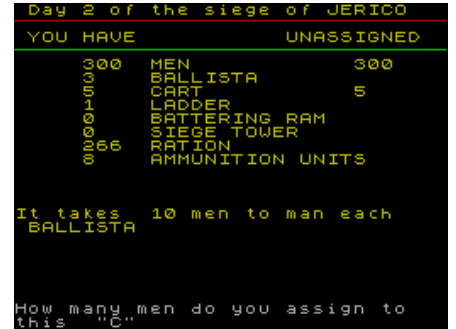 Day 2 of the siege of JERICO
YOU HAVE UNASSIGNED
300 MEN 300
3 BALLISTA
5 CART 5
1 LADDER
0 BATTERING RAM
0 SIEGE TOWER
266 RATION
8 AMMUNITION UNITS
It takes 10 men to man each
BALLISTA
How many men do you assign to
this "C"